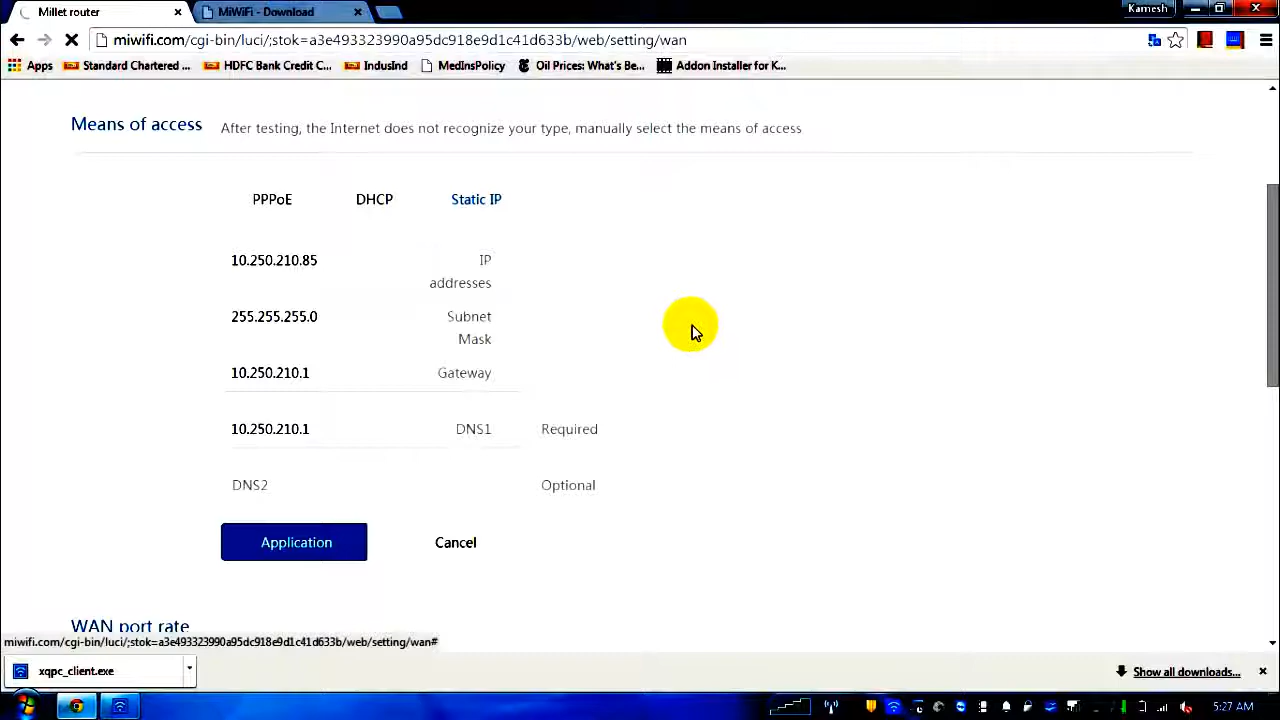 Millet router
MiWiFi - Download
Kamesh
miwifi.com/cgi-bin/luci/;stok=a3e493323990a95dc918e9d1c41d633b/web/setting/wan
Apps
Standard Chartered ...
HDFC Bank Credit C...
IndusInd
MedInsPolicy
Oil Prices: What's Be...
Addon Installer for K...
Means of access
After testing, the Internet does not recognize your type, manually select the means of access
PPPoE DHCP Static IP
10.250.210.85 IP
addresses
255.255.255.0 Subnet
Mask
10.250.210.1 Gateway
10.250.210.1 DNS1 Required
DNS2 Optional
Application Cancel
WAN port rate
miwifi.com/cgi-bin/luci/;stok=a3e493323990a95dc918e9d1c41d633b/web/setting/wan#
xqpc_client.exe
Show all downloads...
5:27 AM